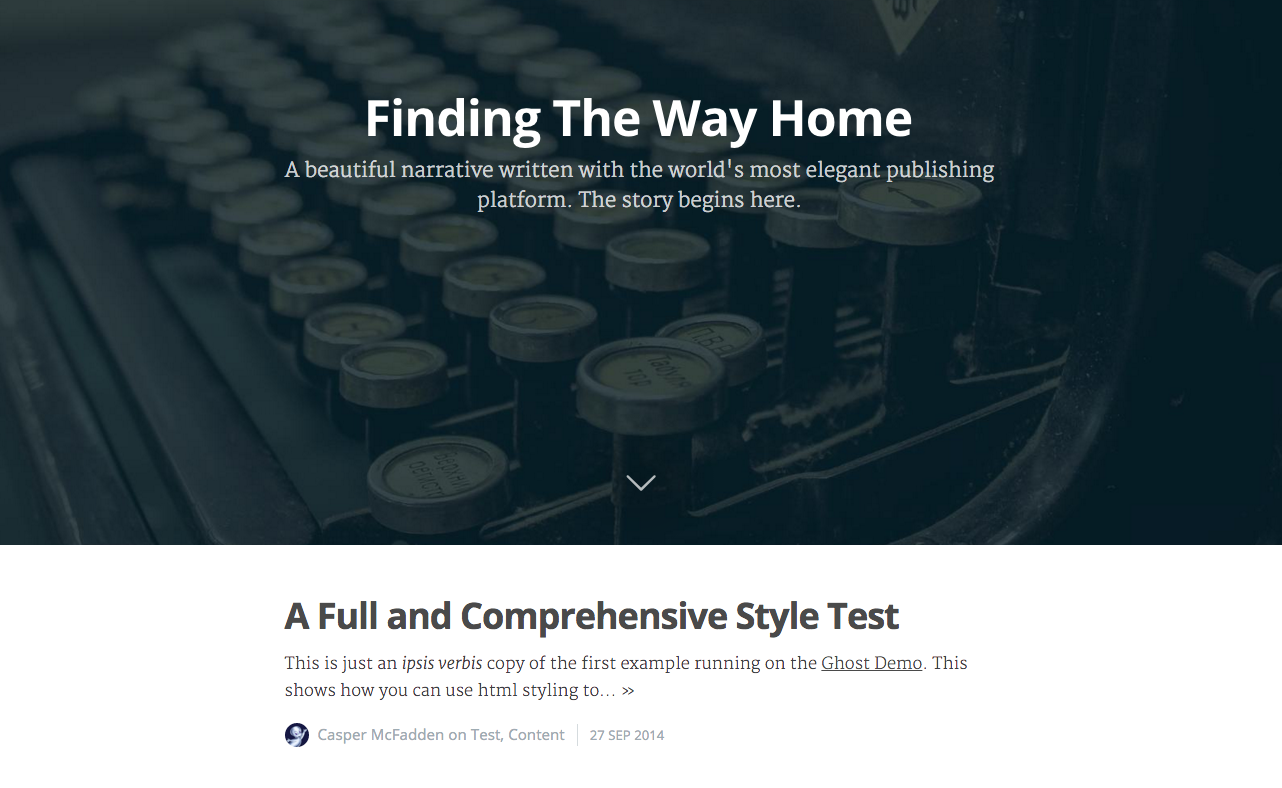 Finding The Way Home
A beautiful narrative written with the world's most elegant publishing
platform. The story begins here.
A Full and Comprehensive Style Test
This is just an ipsis verbis copy of the first example running on the Ghost Demo. This
shows how you can use html styling to... »
Casper McFadden on Test, Content | 27 SEP 2014